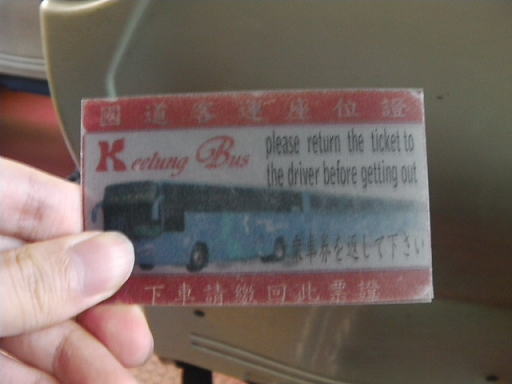 國道客運座位證
Keelung Bus
please return the ticket to
the driver before getting out
乗車券を返して下さい
下車請繳回此票證